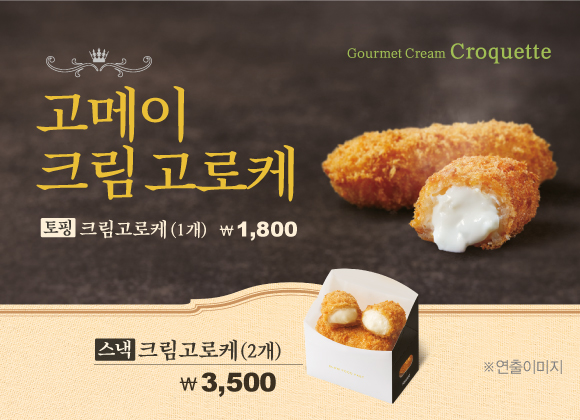 Gourmet Cream Croquette
고메이
크림 고로케
토핑 크림고로케 (1개) ₩1,800
스낵 크림고로케 (2개)
₩3,500
※연출이미지